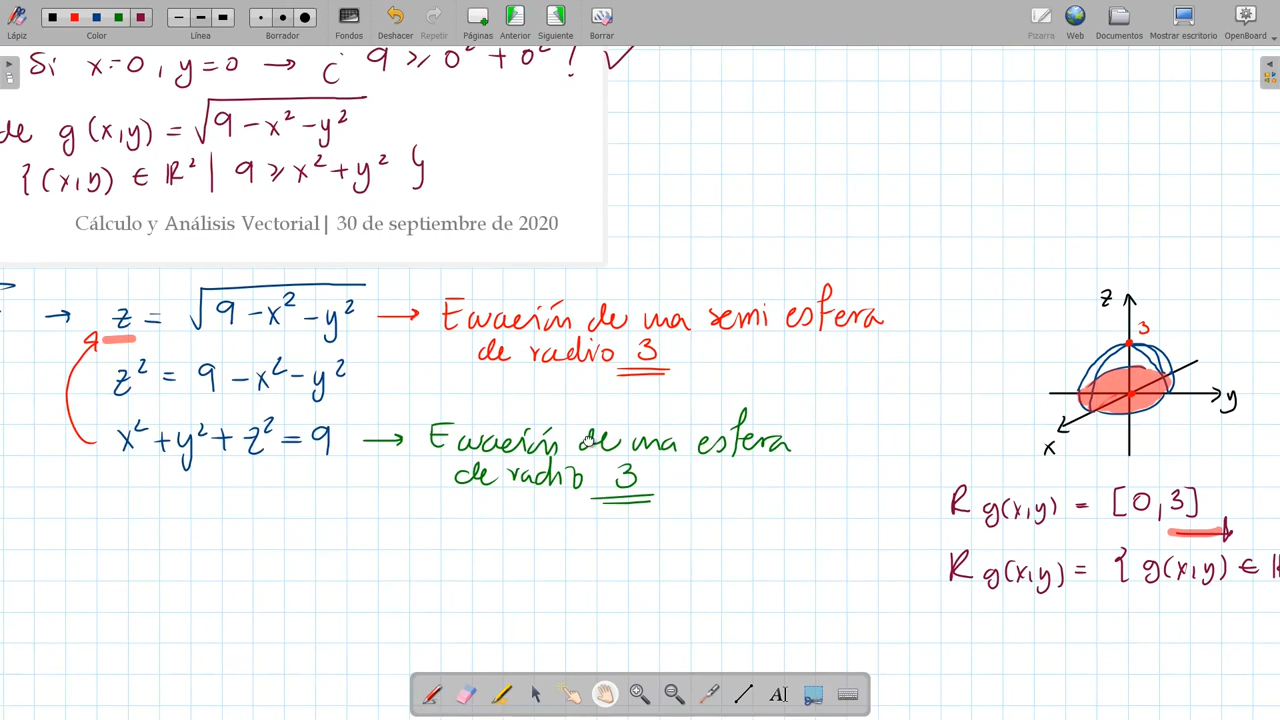 Lápiz Color Línea Borrador Fondos Deshacer Repetir Páginas Anterior Siguiente Borrar Pizarra Web Documentos Mostrar escritorio OpenBoard
Si x=0, y=0 → ¿ 9 ⩾ 0² + 0² ! ✓
de g(x,y) = √(9-x²-y²)
{(x,y) ∈ ℝ² | 9 ⩾ x²+y² }
Cálculo y Análisis Vectorial| 30 de septiembre de 2020
→ z = √(9-x²-y²) → Ecuación de una semi esfera
de radio 3
z² = 9 -x²-y²
x²+y²+z²=9 → Ecuación de una esfera
de radio 3
z
3
y
x
R g(x,y) = [0,3]
R g(x,y) = { g(x,y) ∈